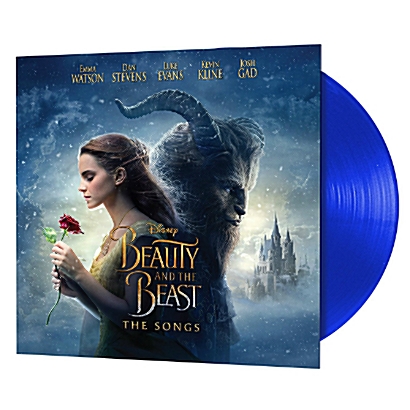 EMMA DAN LUKE KEVIN JOSH
WATSON STEVENS EVANS KLINE GAD
Disney
BEAUTY
AND THE
BEAST
THE SONGS